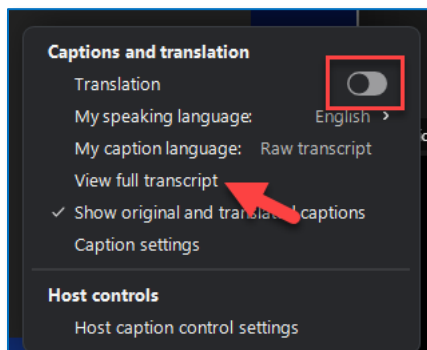 Captions and translation
Translation
My speaking language: English
My caption language: Raw transcript
View full transcript
Show original and translated captions
Caption settings
Host controls
Host caption control settings